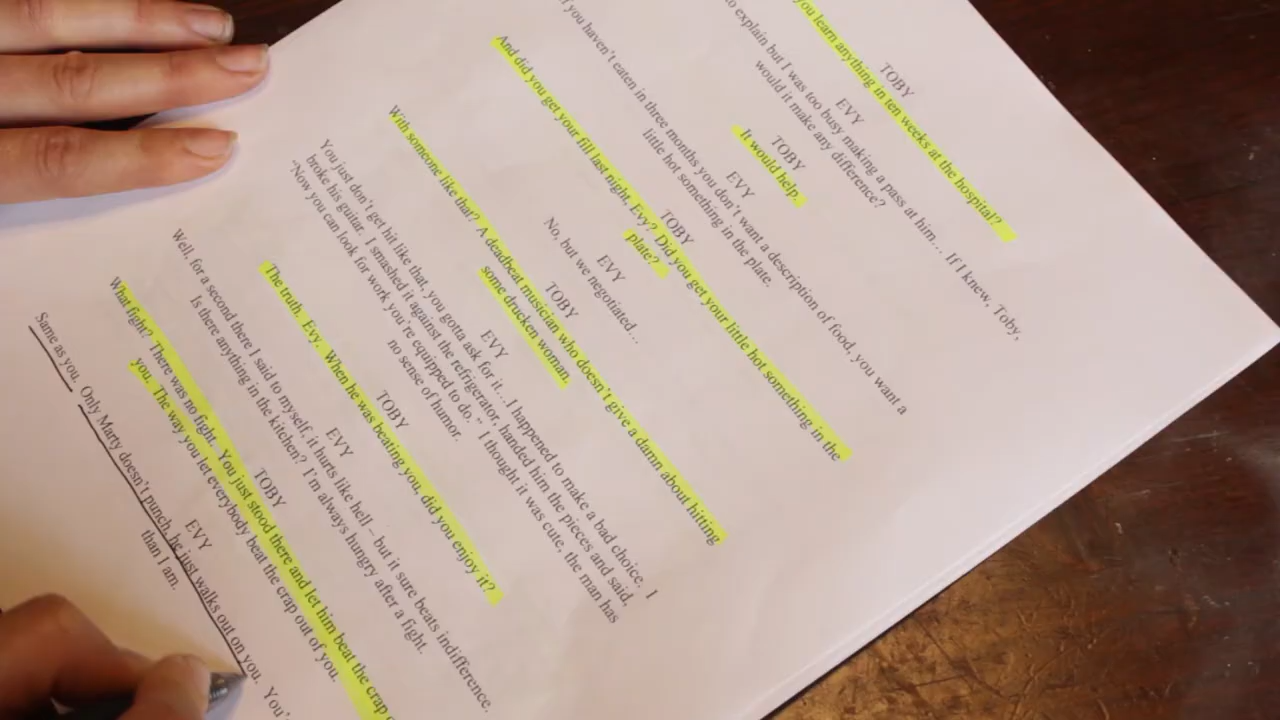 you learn anything in ten weeks at the hospital?
TOBY
to explain but I was too busy making a pass at him… If I knew, Toby,
would it make any difference?
EVY
It would help.
TOBY
If you haven't eaten in three months you don't want a description of food, you want a
little hot something in the plate.
EVY
And did you get your fill last night, Evy? Did you get your little hot something in the
plate?
TOBY
No, but we negotiated…
EVY
With someone like that? A deadbeat musician who doesn't give a damn about hitting
some drucken woman.
TOBY
You just don't get hit like that, you gotta ask for it… I happened to make a bad choice. I
broke his guitar. I smashed it against the refrigerator, handed him the pieces and said,
"Now you can look for work you're equipped to do." I thought it was cute, the man has
no sense of humor.
EVY
The truth, Evy. When he was beating you, did you enjoy it?
TOBY
Well, for a second there I said to myself, it hurts like hell – but it sure beats indifference.
Is there anything in the kitchen? I'm always hungry after a fight.
EVY
What fight? There was no fight. You just stood there and let him beat the crap
you. The way you let everybody beat the crap out of you.
TOBY
Same as you. Only Marty doesn't punch, he just walks out on you. You'
than I am.
EVY